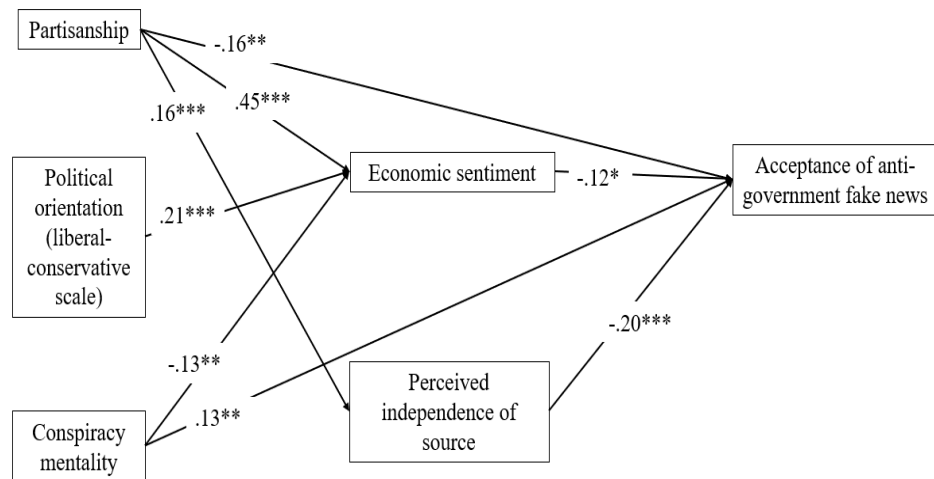 Partisanship
-.16**
.45***
.16***
Political
orientation
(liberal-
conservative
scale)
.21***
Economic sentiment
-.12*
Acceptance of anti-
government fake news
-.20***
-.13**
.13**
Perceived
independence of
source
Conspiracy
mentality